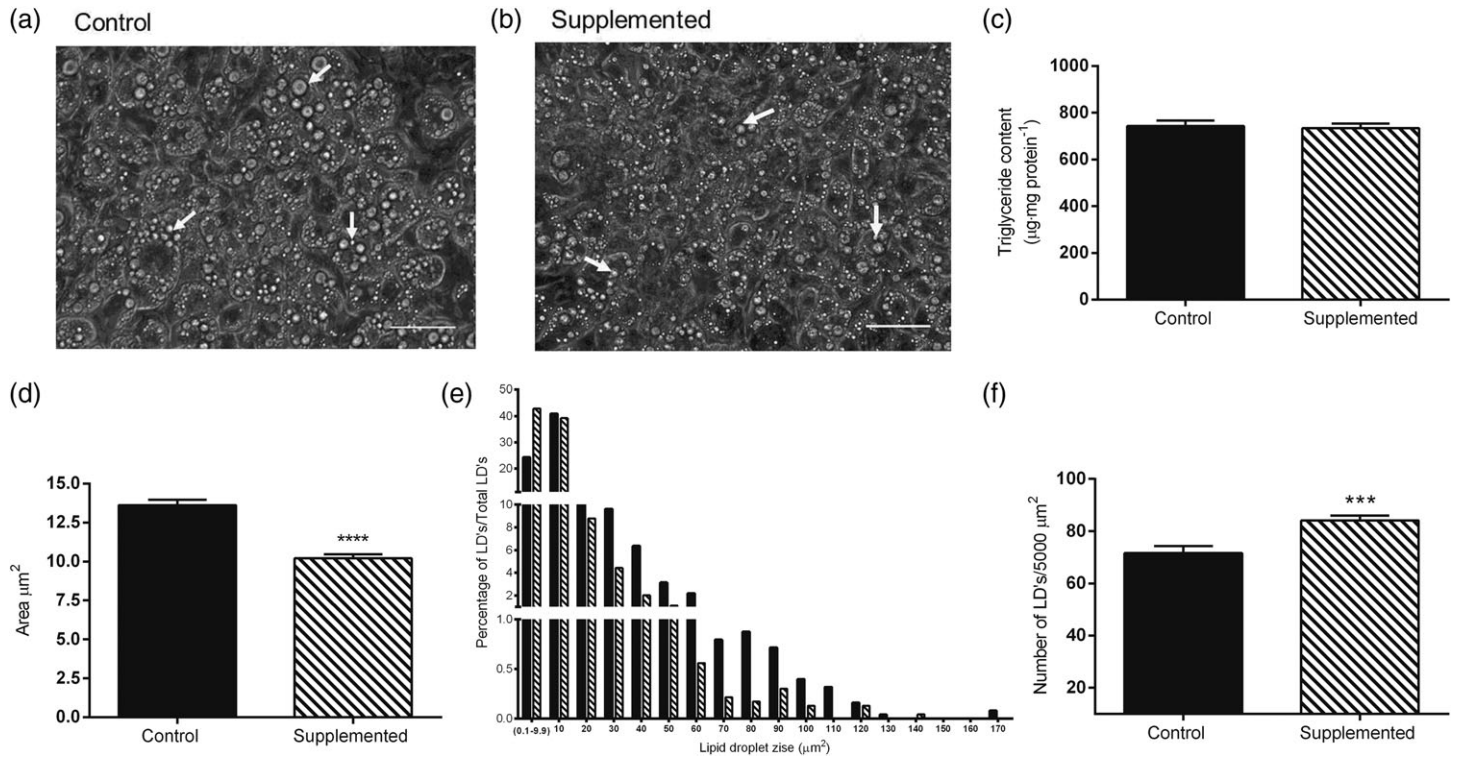 (a) Control
(b) Supplemented
(c)
1000
800
600
400
200
0
Triglyceride content
(μg·mg protein⁻¹)
Control Supplemented
(d)
15.0
12.5
10.0
7.5
5.0
2.5
0.0
Area μm²
****
Control Supplemented
(e)
50
40
30
20
10
8
6
4
2
1.0
0.5
0.0
Percentage of LD's/Total LD's
(0.1-9.9) 10 20 30 40 50 60 70 80 90 100 110 120 130 140 150 160 170
Lipid droplet zise (μm²)
(f)
100
80
60
40
20
Number of LD's/5000 μm²
***
Control Supplemented